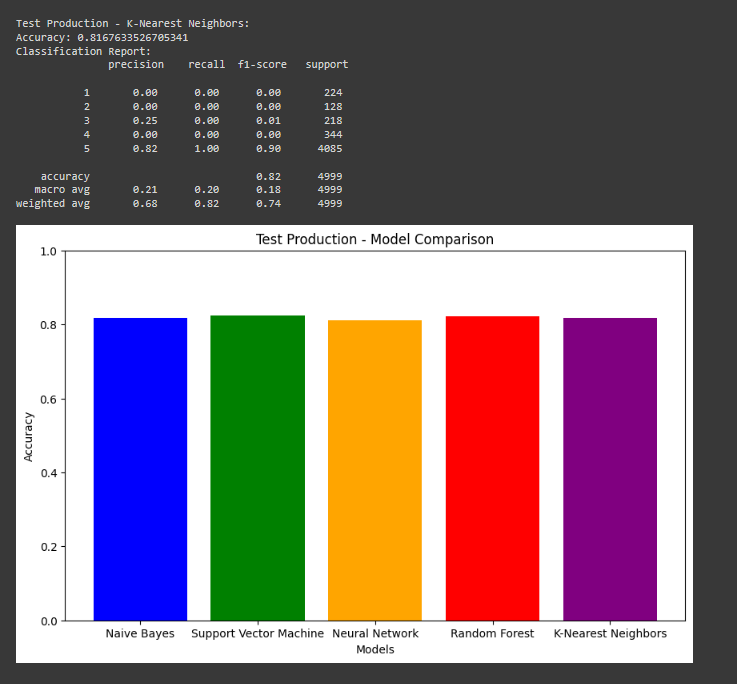 Test Production - K-Nearest Neighbors:
Accuracy: 0.8167633526705341
Classification Report:
precision recall f1-score support
1 0.00 0.00 0.00 224
2 0.00 0.00 0.00 128
3 0.25 0.00 0.01 218
4 0.00 0.00 0.00 344
5 0.82 1.00 0.90 4085
accuracy 0.82 4999
macro avg 0.21 0.20 0.18 4999
weighted avg 0.68 0.82 0.74 4999
Test Production - Model Comparison
1.0
0.8
0.6
0.4
0.2
0.0
Accuracy
Naive Bayes Support Vector Machine Neural Network Random Forest K-Nearest Neighbors
Models